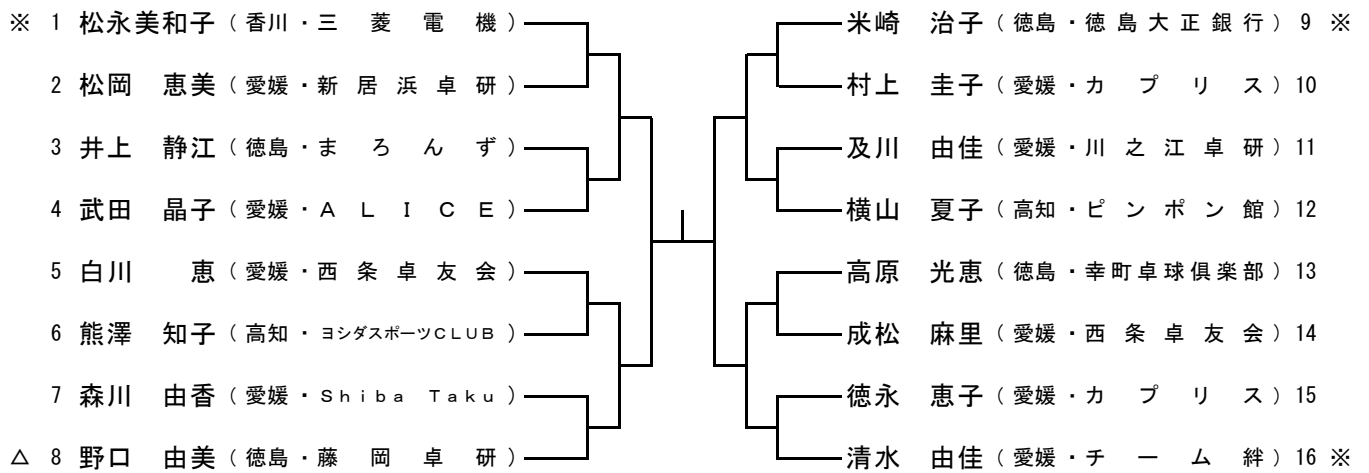 ※ 1 松永美和子（香川・三菱電機）
2 松岡 恵美（愛媛・新居浜卓研）
3 井上 静江（徳島・まろんず）
4 武田 晶子（愛媛・ＡＬＩＣＥ）
5 白川 恵（愛媛・西条卓友会）
6 熊澤 知子（高知・ヨシダスポーツCLUB）
7 森川 由香（愛媛・Shiba Taku）
△ 8 野口 由美（徳島・藤岡卓研）
米崎 治子（徳島・徳島大正銀行）9 ※
村上 圭子（愛媛・カプリス）10
及川 由佳（愛媛・川之江卓研）11
横山 夏子（高知・ピンポン館）12
高原 光恵（徳島・幸町卓球俱楽部）13
成松 麻里（愛媛・西条卓友会）14
徳永 恵子（愛媛・カプリス）15
清水 由佳（愛媛・チーム絆）16 ※